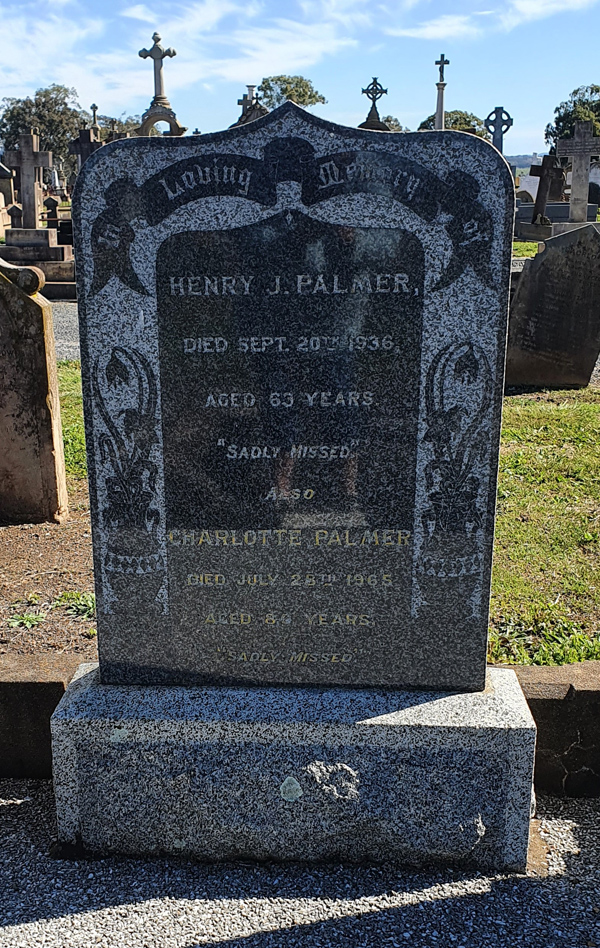 In Loving Memory of
HENRY J. PALMER,
DIED SEPT. 20TH 1936,
AGED 63 YEARS
"SADLY MISSED."
ALSO
CHARLOTTE PALMER
DIED JULY 28TH 1965
AGED YEARS
"SADLY MISSED"